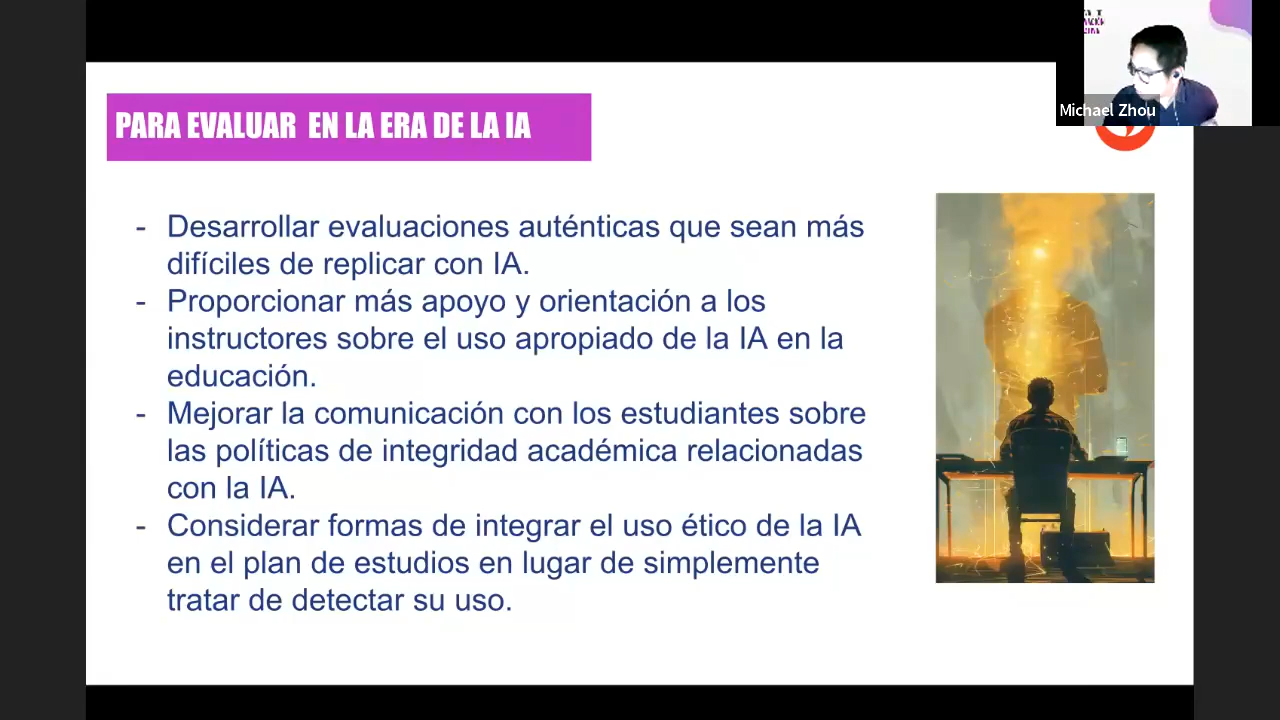 PARA EVALUAR EN LA ERA DE LA IA
Michael Zhou
- Desarrollar evaluaciones auténticas que sean más
difíciles de replicar con IA.
- Proporcionar más apoyo y orientación a los
instructores sobre el uso apropiado de la IA en la
educación.
- Mejorar la comunicación con los estudiantes sobre
las políticas de integridad académica relacionadas
con la IA.
- Considerar formas de integrar el uso ético de la IA
en el plan de estudios en lugar de simplemente
tratar de detectar su uso.